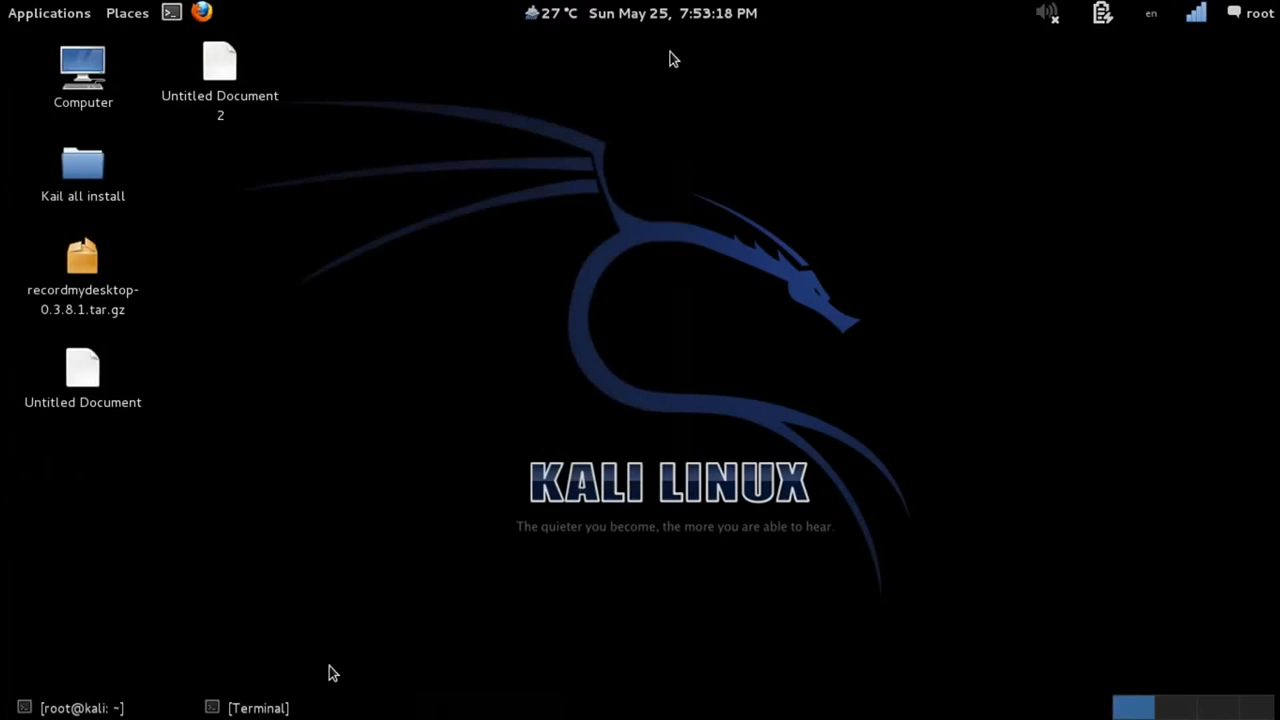 Applications Places 27 °C Sun May 25, 7:53:18 PM en root
Computer
Untitled Document
2
Kail all install
recordmydesktop-
0.3.8.1.tar.gz
Untitled Document
KALI LINUX
The quieter you become, the more you are able to hear.
[root@kali: ~] [Terminal]